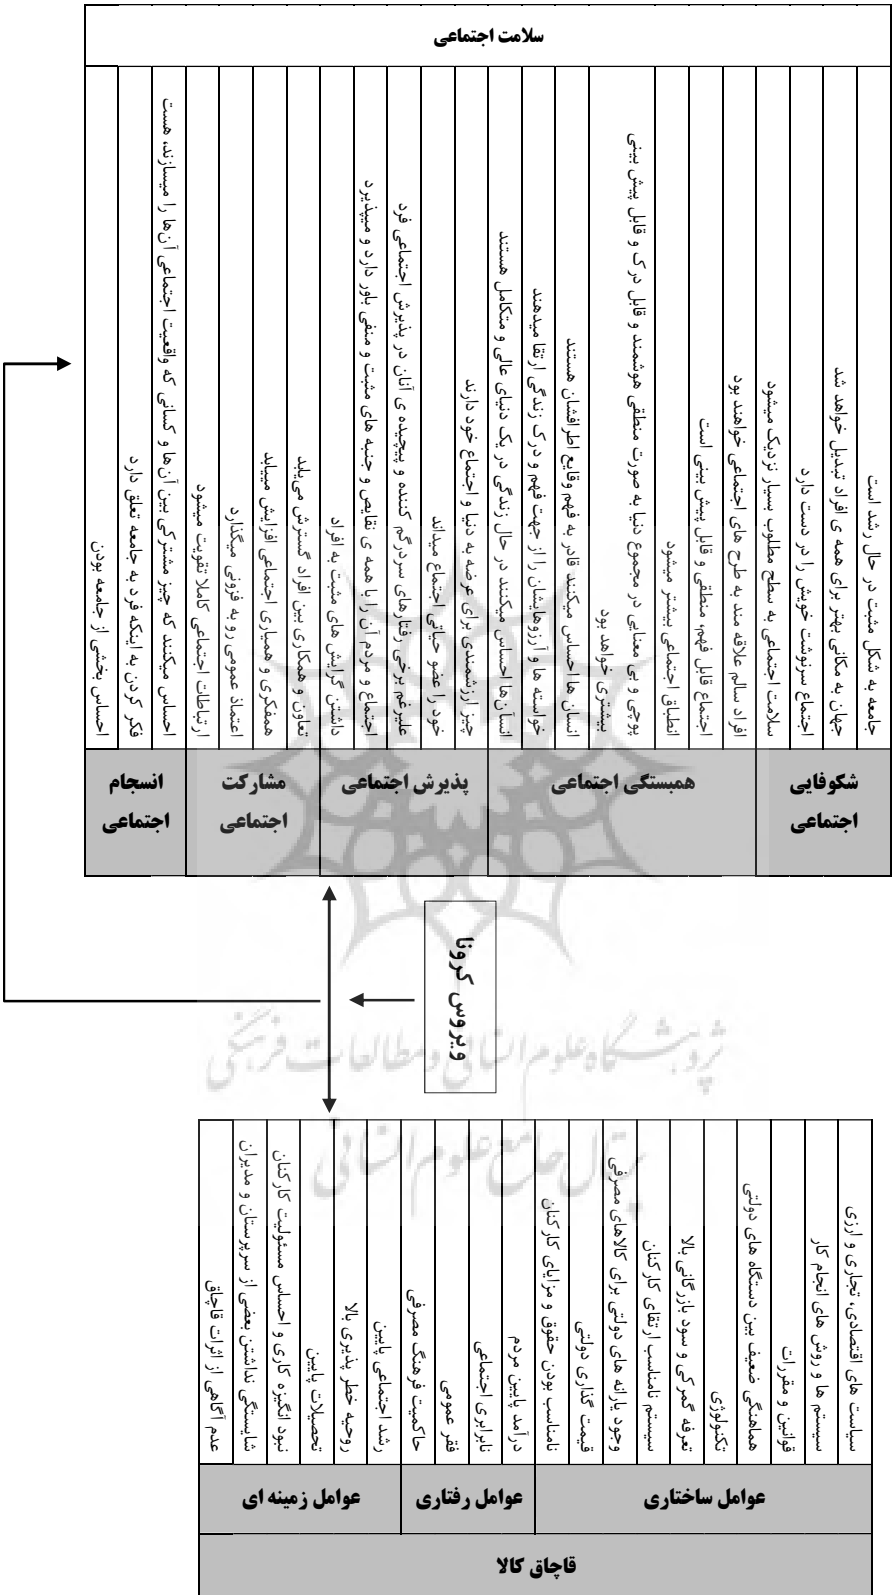 سلامت اجتماعی
جامعه به شکل مثبت در حال رشد است
جهان به مکانی بهتر برای همه ی افراد تبدیل خواهد شد
اجتماع سرنوشت خویش را در دست دارد
سلامت اجتماعی به سطح مطلوب بسیار نزدیک میشود
افراد سالم علاقه مند به طرح های اجتماعی خواهند بود
اجتماع قابل فهم، منطقی و قابل پیش بینی است
انطباق اجتماعی بیشتر میشود
پوچی و بی معنایی در مجموع دنیا به صورت منطقی هوشمند و قابل درک و قابل پیش بینی
بیشتری خواهد بود
انسان ها احساس میکنند قادر به فهم وقایع اطرافشان هستند
خواسته ها و آرزوهایشان را از جهت فهم و درک زندگی ارتقا میدهند
انسان‌ها احساس میکنند در حال زندگی در یک دنیای عالی و متکامل هستند
چیز ارزشمندی برای عرضه به دنیا و اجتماع خود دارند
خود را عضو حیاتی اجتماع میداند
علیرغم برخی رفتارهای سردرگم کننده و پیچیده ی آنان در پذیرش اجتماعی فرد
اجتماع و مردم آن را با همه ی نقایص و جنبه های مثبت و منفی باور دارد و میپذیرد
داشتن گرایش های مثبت به افراد
تعاون و همکاری بین افراد گسترش می‌یابد
همفکری و همیاری اجتماعی افزایش مییابد
اعتماد عمومی رو به فزونی میگذارد
ارتباطات اجتماعی کاملا تقویت میشود
احساس میکنند که چیز مشترکی بین آن‌ها و کسانی که واقعیت اجتماعی آن‌ها را میسازند، هست
فکر کردن به اینکه فرد به جامعه تعلق دارد
احساس بخشی از جامعه بودن
شکوفایی
اجتماعی
همبستگی اجتماعی
پذیرش اجتماعی
مشارکت
اجتماعی
انسجام
اجتماعی
ویروس کرونا
پژوهشگاه علوم انسانی و مطالعات فرهنگی
پرتال جامع علوم انسانی
سیاست های اقتصادی، تجاری و ارزی
سیستم ها و روش های انجام کار
قوانین و مقررات
هماهنگی ضعیف بین دستگاه های دولتی
تکنولوژی
تعرفه گمرکی و سود بازرگانی بالا
سیستم نامناسب ارتقای کارکنان
وجود یارانه های دولتی برای کالاهای مصرفی
قیمت گذاری دولتی
نامناسب بودن حقوق و مزایای کارکنان
درآمد پایین مردم
نابرابری اجتماعی
فقر عمومی
حاکمیت فرهنگ مصرفی
رشد اجتماعی پایین
روحیه خطر پذیری بالا
تحصیلات پایین
نبود انگیزه کاری و احساس مسئولیت کارکنان
شایستگی نداشتن بعضی از سرپرستان و مدیران
عدم آگاهی از اثرات قاچاق
عوامل ساختاری
عوامل رفتاری
عوامل زمینه ای
قاچاق کالا